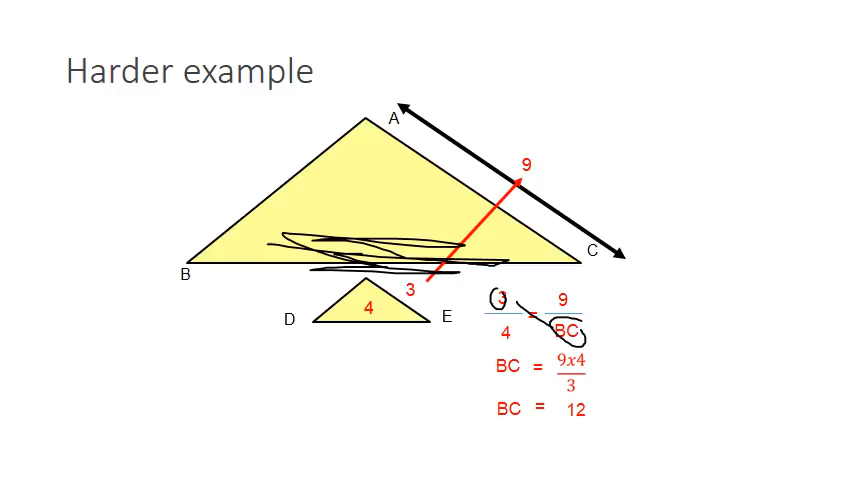 Harder example
A
9
C
B
3
4
D
E
3/4 = 9/BC
BC = 9x4/3
BC = 12